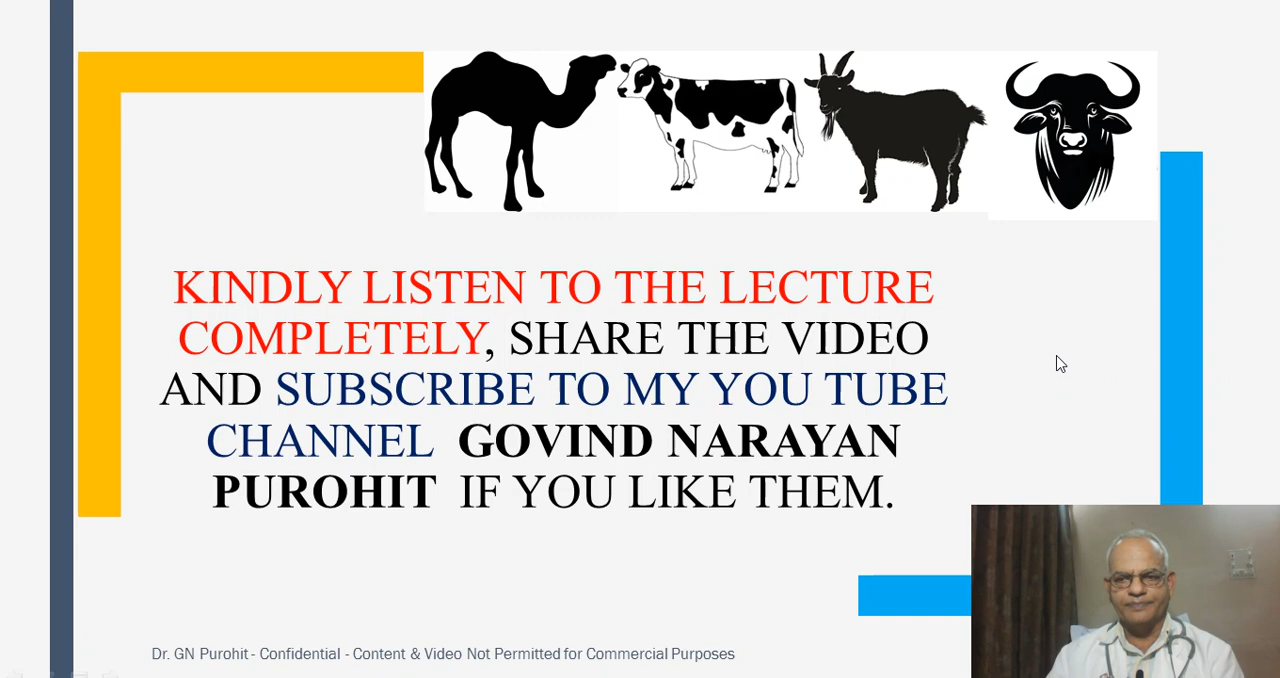 KINDLY LISTEN TO THE LECTURE
COMPLETELY, SHARE THE VIDEO
AND SUBSCRIBE TO MY YOU TUBE
CHANNEL GOVIND NARAYAN
PUROHIT IF YOU LIKE THEM.
Dr. GN Purohit - Confidential - Content & Video Not Permitted for Commercial Purposes